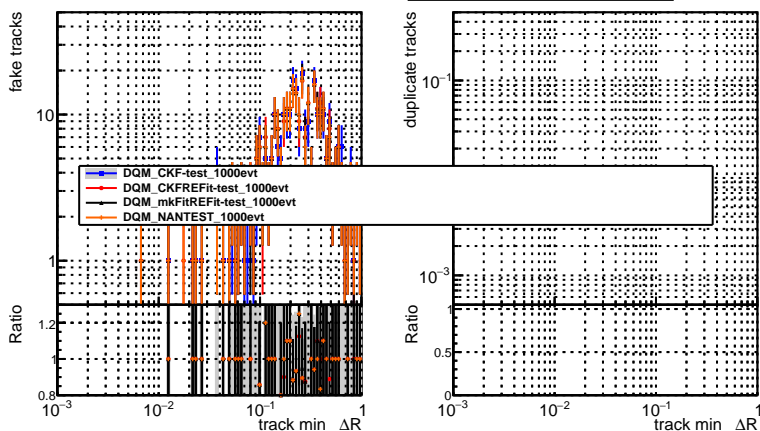 fake tracks
10
1
Ratio
1.2
1
0.8
10⁻³
10⁻²
10⁻¹
1
track min ΔR
duplicate tracks
10⁻¹
10⁻³
Ratio
1
0.5
0
10⁻³
10⁻²
10⁻¹
1
track min ΔR
DQM_CKF-test_1000evt
DQM_CKFREFit-test_1000evt
DQM_mkFitREFit-test_1000evt
DQM_NANTEST_1000evt